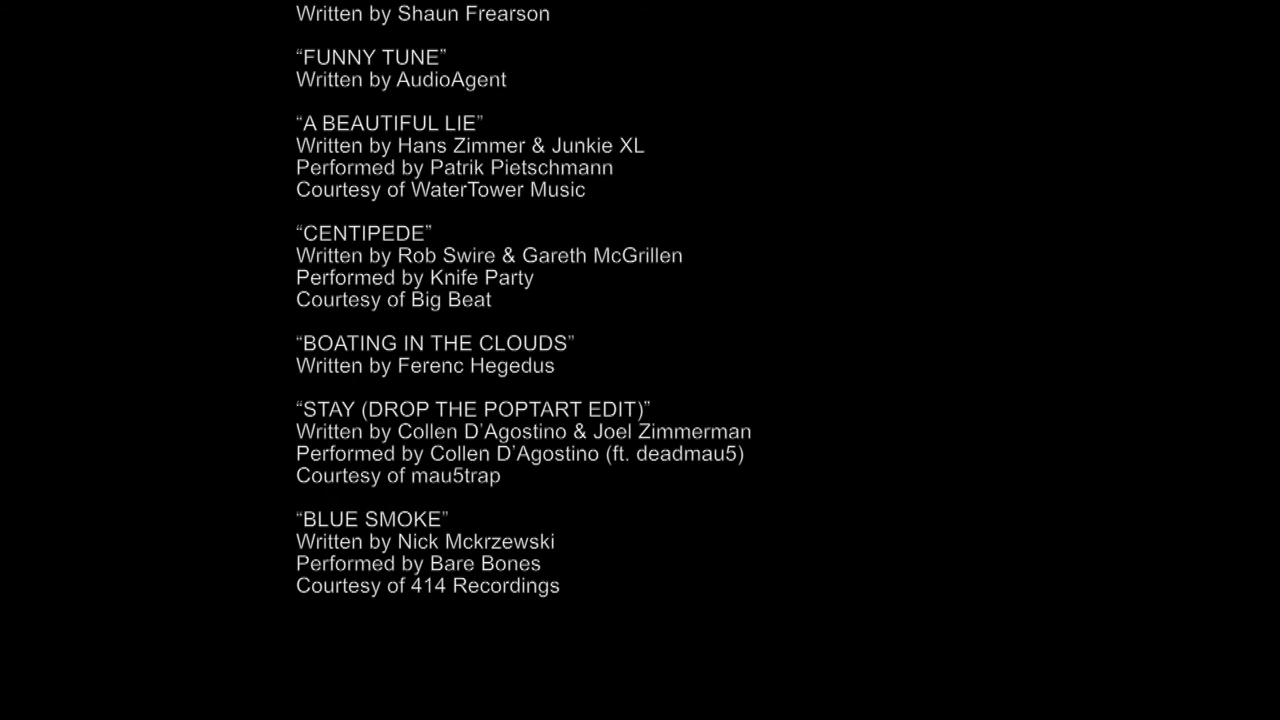 Written by Shaun Frearson
“FUNNY TUNE”
Written by AudioAgent
“A BEAUTIFUL LIE”
Written by Hans Zimmer & Junkie XL
Performed by Patrik Pietschmann
Courtesy of WaterTower Music
“CENTIPEDE”
Written by Rob Swire & Gareth McGrillen
Performed by Knife Party
Courtesy of Big Beat
“BOATING IN THE CLOUDS”
Written by Ferenc Hegedus
“STAY (DROP THE POPTART EDIT)”
Written by Collen D’Agostino & Joel Zimmerman
Performed by Collen D’Agostino (ft. deadmau5)
Courtesy of mau5trap
“BLUE SMOKE”
Written by Nick Mckrzewski
Performed by Bare Bones
Courtesy of 414 Recordings